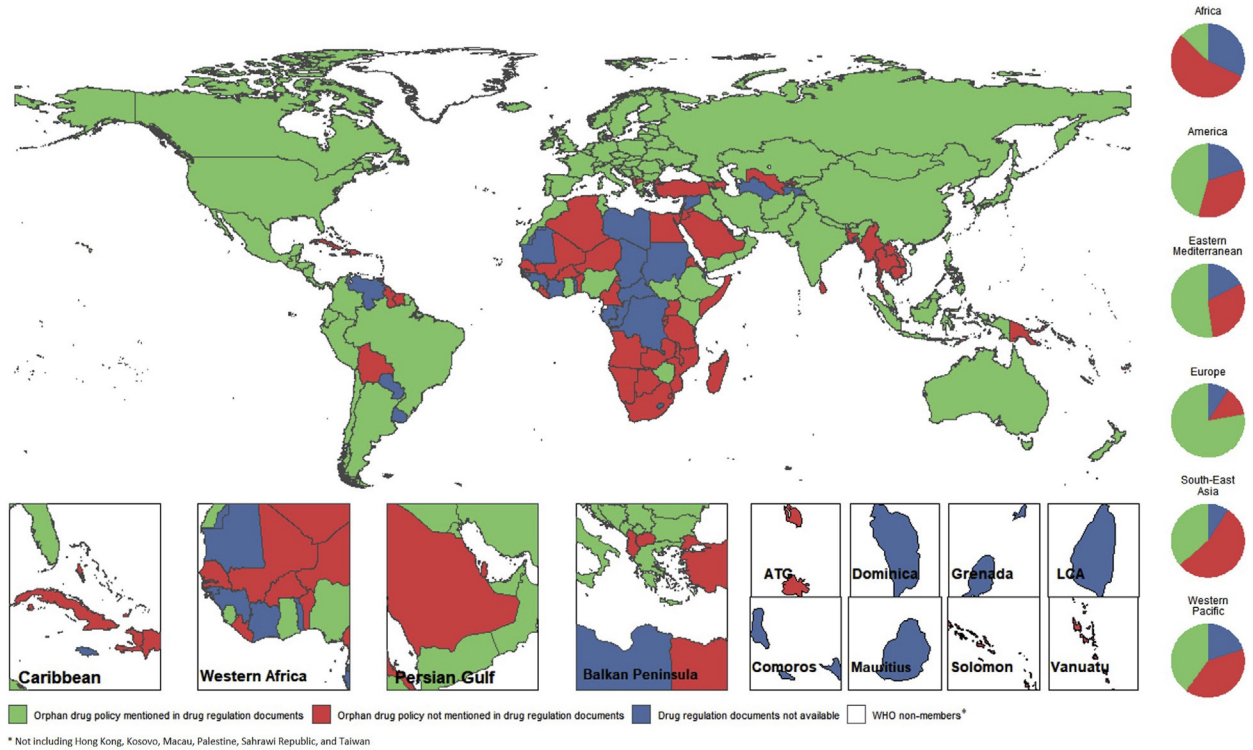 Africa
America
Eastern
Mediterranean
Europe
South-East
Asia
Western
Pacific
Caribbean
Western Africa
Persian Gulf
Balkan Peninsula
ATG
Dominica
Grenada
LCA
Comoros
Mauritius
Solomon
Vanuatu
Orphan drug policy mentioned in drug regulation documents
Orphan drug policy not mentioned in drug regulation documents
Drug regulation documents not available
WHO non-members*
* Not including Hong Kong, Kosovo, Macau, Palestine, Sahrawi Republic, and Taiwan